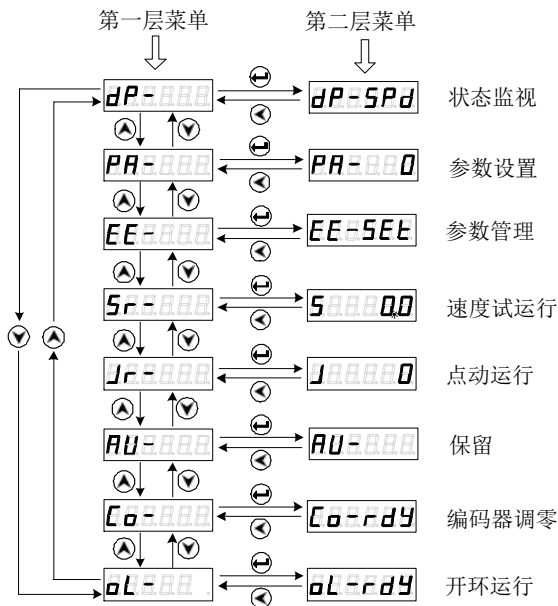 第一层菜单 第二层菜单
dP- dP-SPd 状态监视
PA- PA- 0 参数设置
EE- EE-SEt 参数管理
Sr- S 0.0 速度试运行
Jr- J 0 点动运行
AU- AU- 保留
Co- Co-rdY 编码器调零
oL- oL-rdY 开环运行